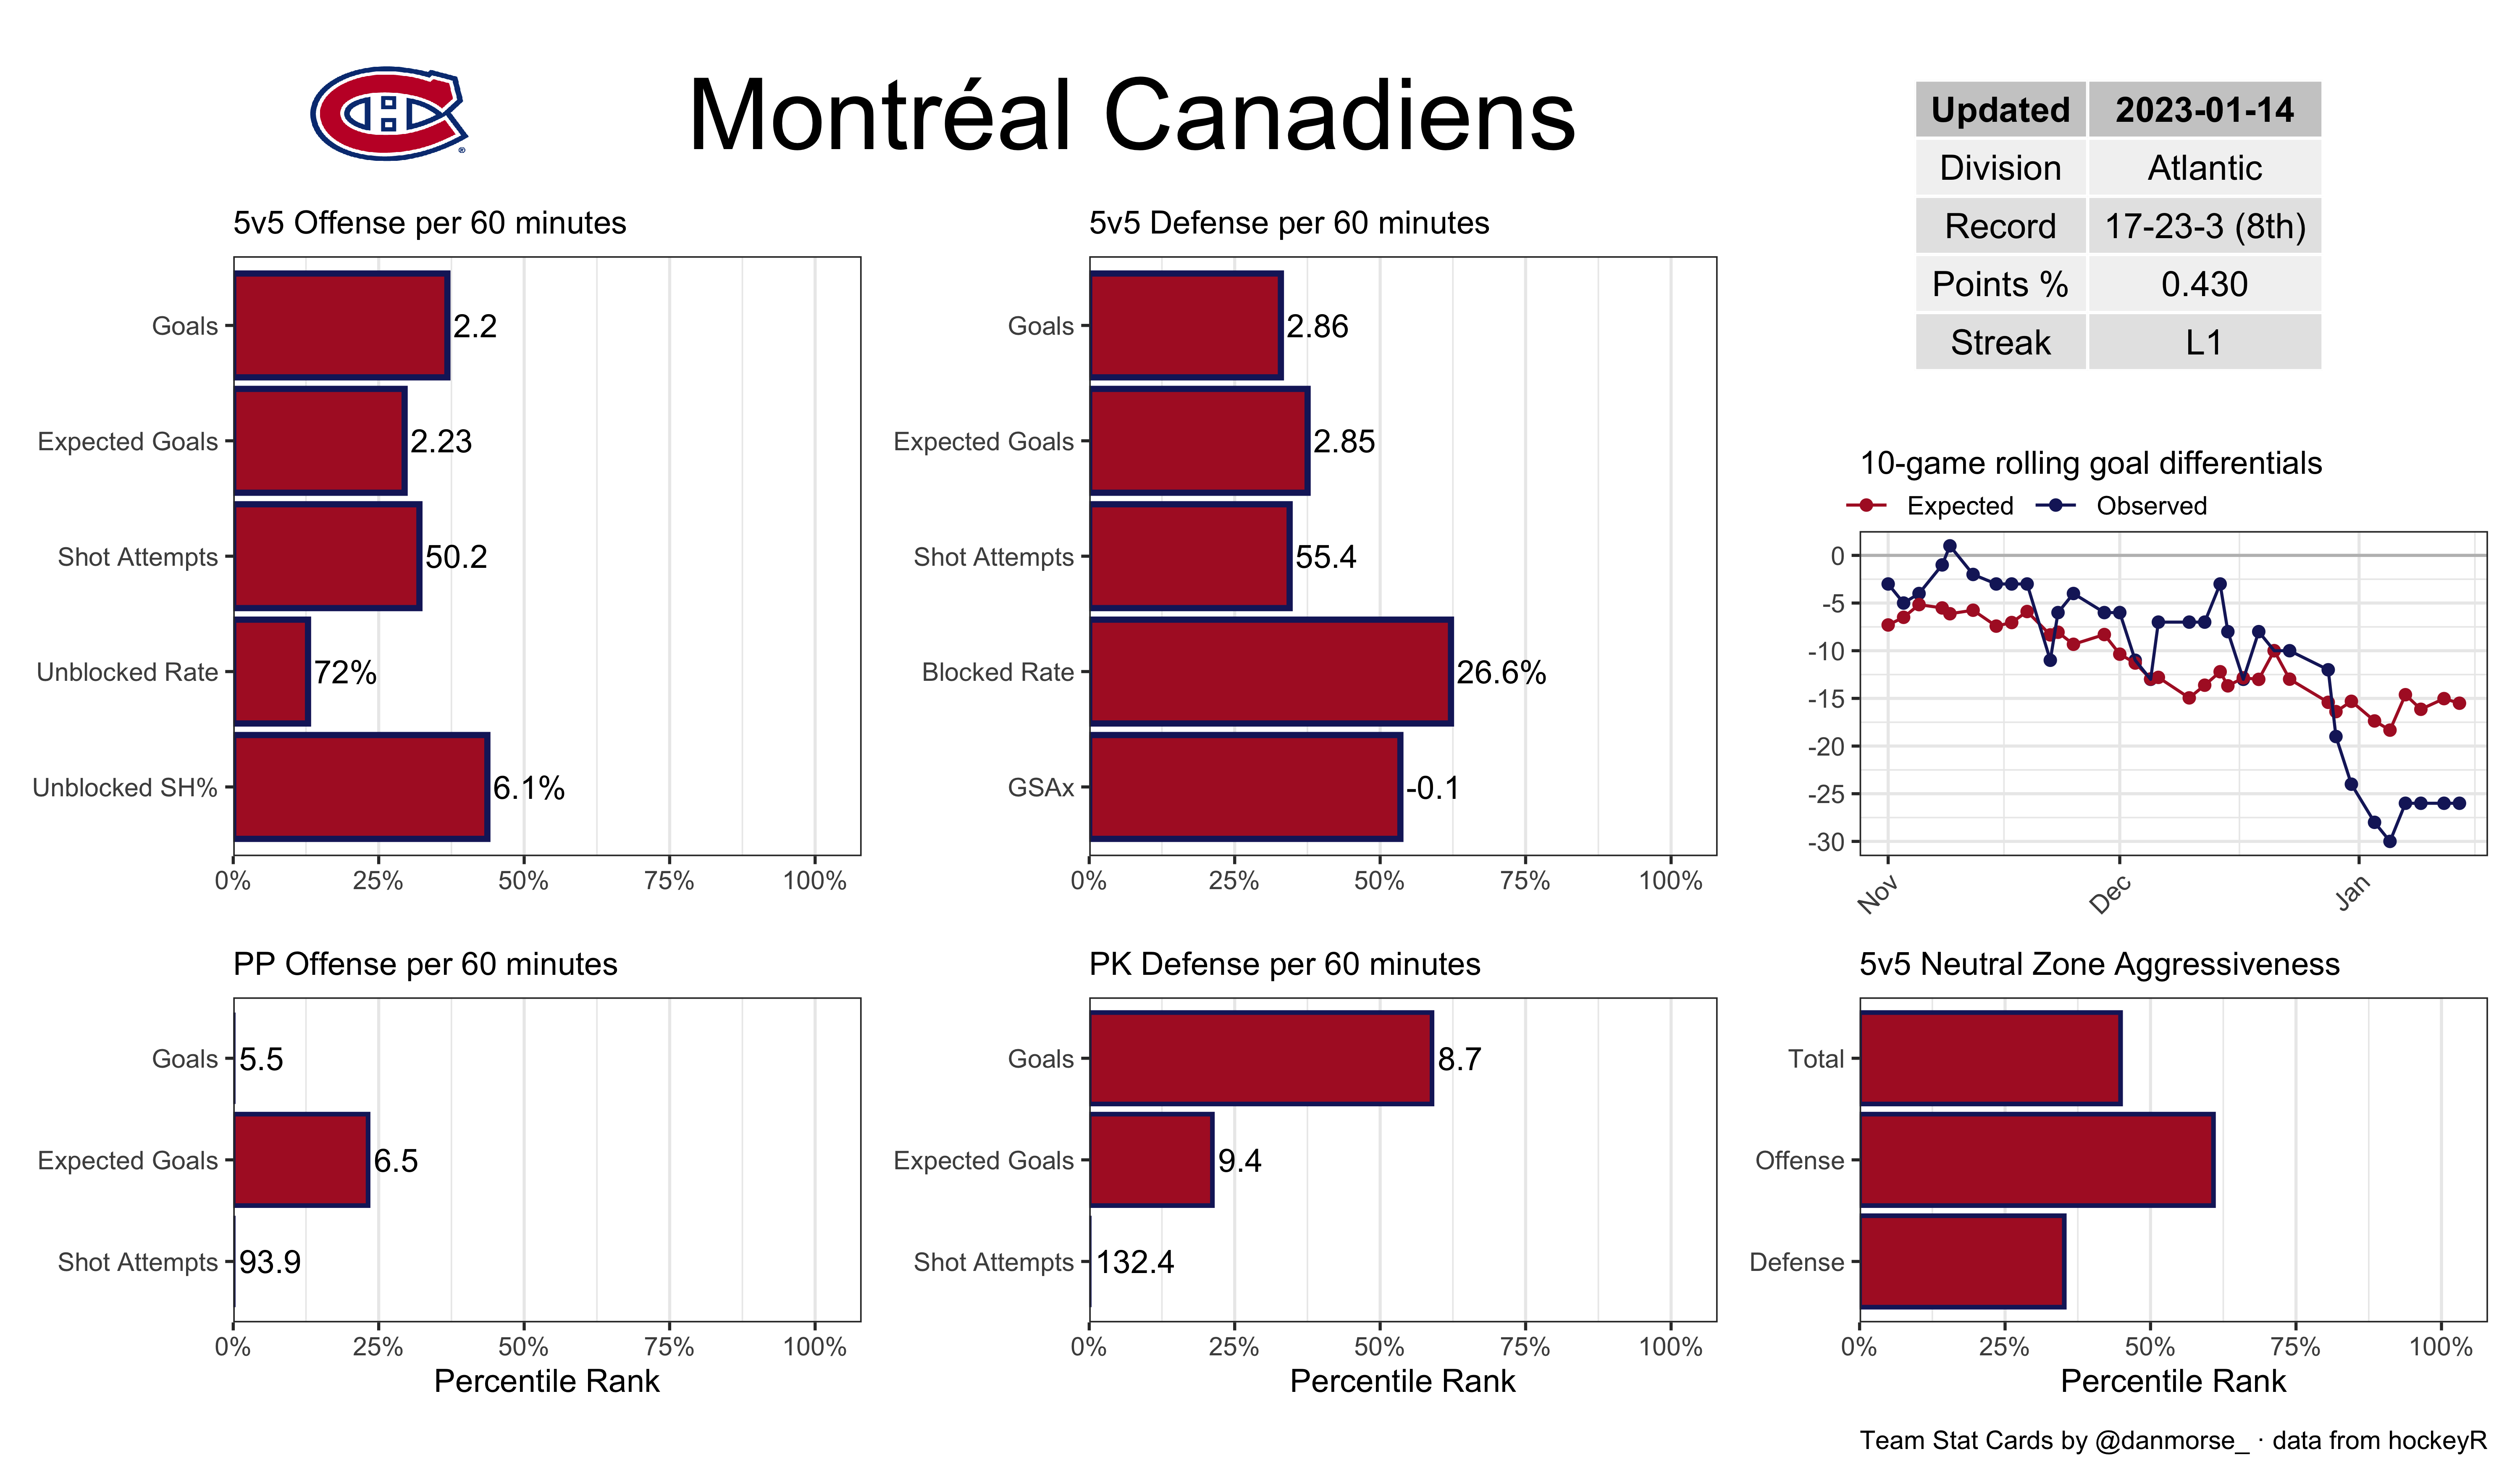 Montréal Canadiens
Updated 2023-01-14
Division Atlantic
Record 17-23-3 (8th)
Points % 0.430
Streak L1
5v5 Offense per 60 minutes
Goals 2.2
Expected Goals 2.23
Shot Attempts 50.2
Unblocked Rate 72%
Unblocked SH% 6.1%
0% 25% 50% 75% 100%
5v5 Defense per 60 minutes
Goals 2.86
Expected Goals 2.85
Shot Attempts 55.4
Blocked Rate 26.6%
GSAx -0.1
0% 25% 50% 75% 100%
10-game rolling goal differentials
Expected Observed
0
-5
-10
-15
-20
-25
-30
Nov Dec Jan
PP Offense per 60 minutes
Goals 5.5
Expected Goals 6.5
Shot Attempts 93.9
0% 25% 50% 75% 100%
Percentile Rank
PK Defense per 60 minutes
Goals 8.7
Expected Goals 9.4
Shot Attempts 132.4
0% 25% 50% 75% 100%
Percentile Rank
5v5 Neutral Zone Aggressiveness
Total
Offense
Defense
0% 25% 50% 75% 100%
Percentile Rank
Team Stat Cards by @danmorse_ · data from hockeyR